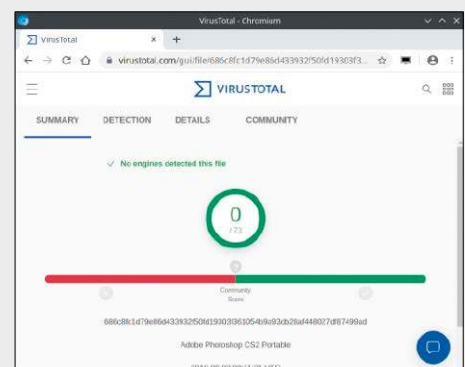 VirusTotal - Chromium
VirusTotal
virustotal.com/gui/file/686c8fc1d79e86d433932f50fd19303f3...
VIRUSTOTAL
SUMMARY DETECTION DETAILS COMMUNITY
No engines detected this file
0
/ 73
?
Community
Score
Adobe Photoshop CS2 Portable